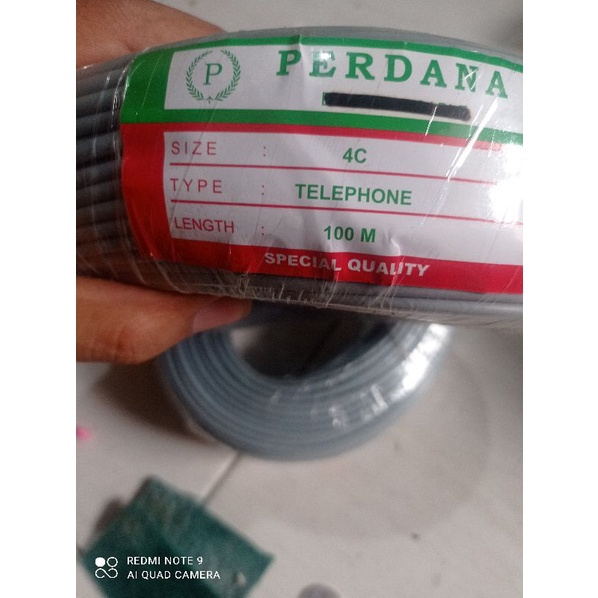 P
PERDANA
SIZE : 4C
TYPE : TELEPHONE
LENGTH : 100 M
SPECIAL QUALITY
REDMI NOTE 9
AI QUAD CAMERA